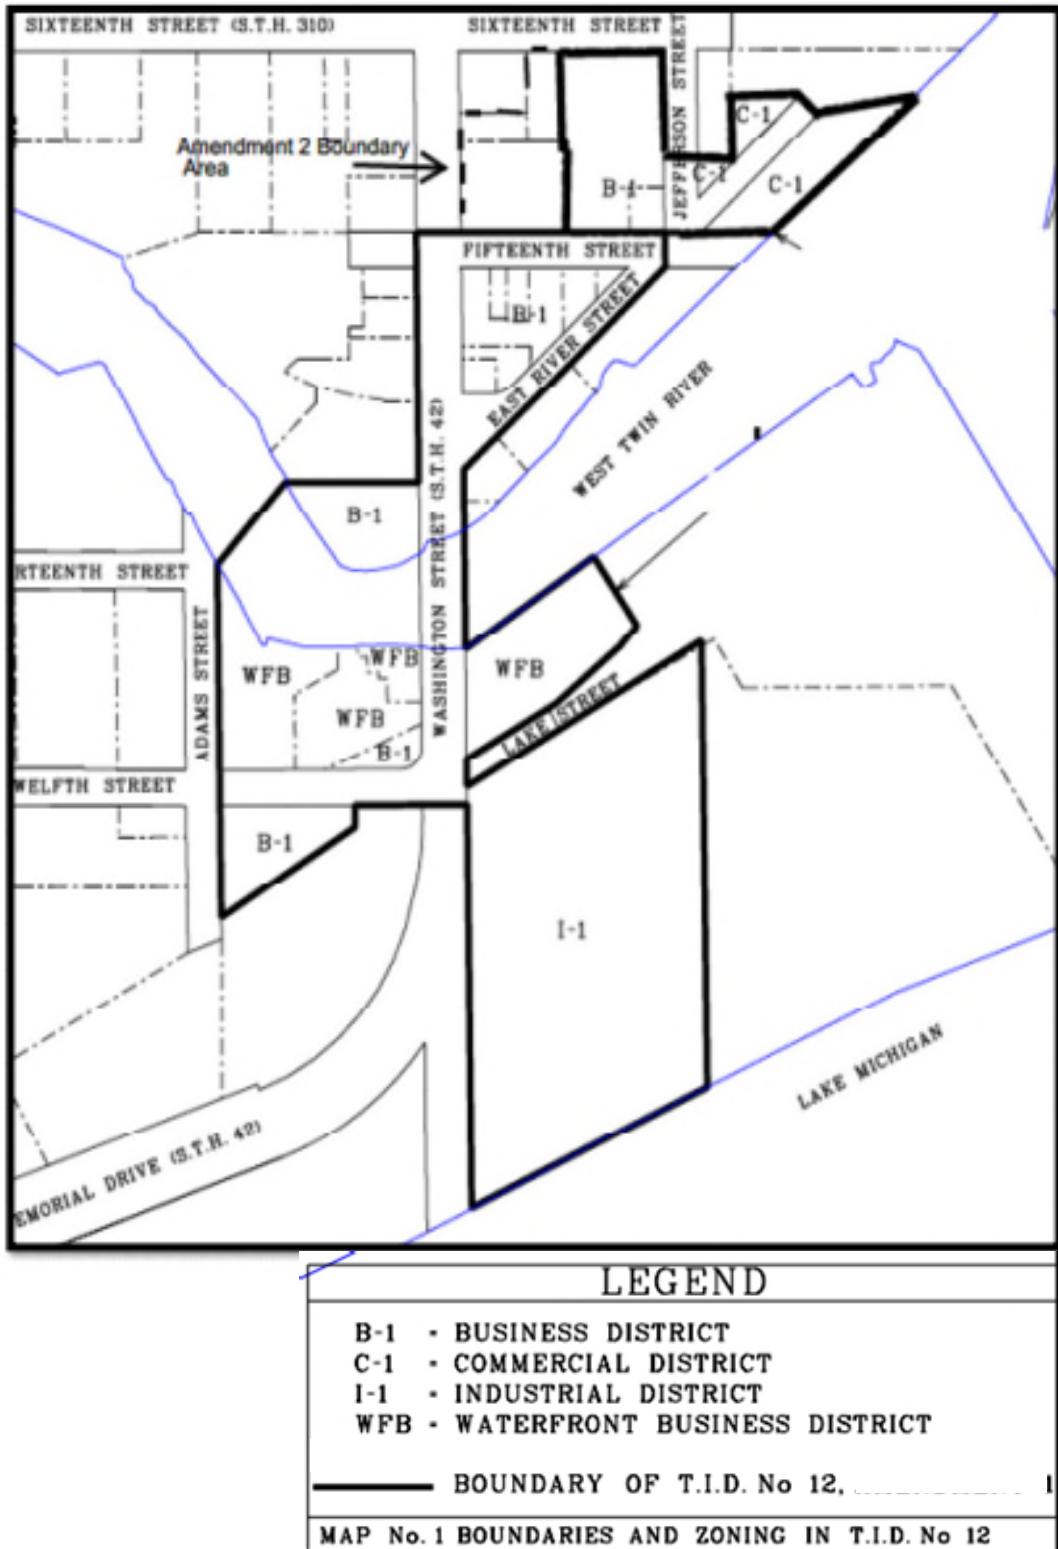 SIXTEENTH STREET (S.T.H. 310)
SIXTEENTH STREET
JEFFERSON STREET
C-1
Amendment 2 Boundary
Area
C-1
C-1
B-1
FIFTEENTH STREET
B-1
EAST RIVER STREET
WEST TWIN RIVER
WASHINGTON STREET (S.T.H. 42)
B-1
RTEENTH STREET
ADAMS STREET
WFB
WFB
WFB
WFB
LAKE STREET
B-1
WELFTH STREET
B-1
I-1
LAKE MICHIGAN
EMORIAL DRIVE (S.T.H. 42)
LEGEND
B-1 - BUSINESS DISTRICT
C-1 - COMMERCIAL DISTRICT
I-1 - INDUSTRIAL DISTRICT
WFB - WATERFRONT BUSINESS DISTRICT
BOUNDARY OF T.I.D. No 12, 1
MAP No. 1 BOUNDARIES AND ZONING IN T.I.D. No 12